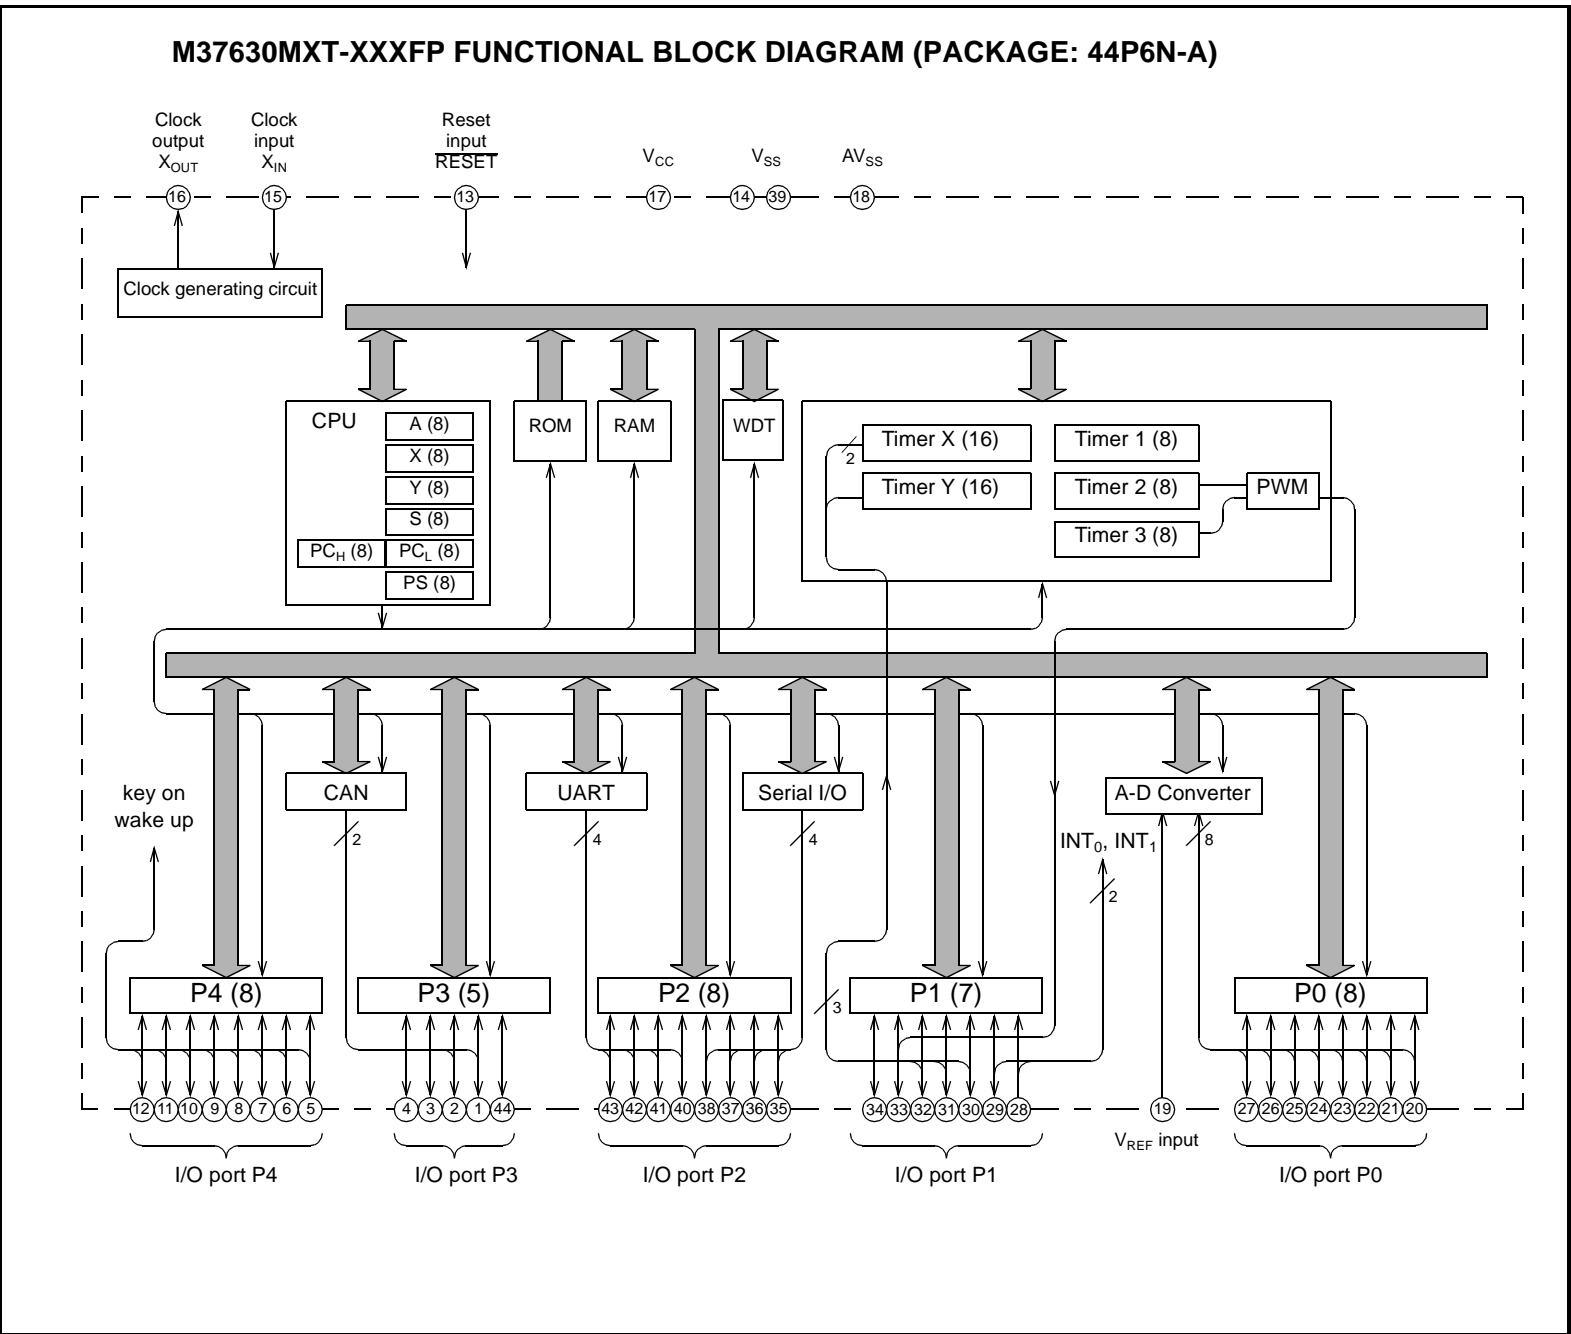 M37630MXT-XXXFP FUNCTIONAL BLOCK DIAGRAM (PACKAGE: 44P6N-A)
Clock
output
XOUT
Clock
input
XIN
Reset
input
RESET
VCC
VSS
AVSS
16
15
13
17
14
39
18
Clock generating circuit
CPU
A (8)
X (8)
Y (8)
S (8)
PCH (8)
PCL (8)
PS (8)
ROM
RAM
WDT
Timer X (16)
Timer Y (16)
2
Timer 1 (8)
Timer 2 (8)
Timer 3 (8)
PWM
key on
wake up
CAN
2
UART
4
Serial I/O
4
A-D Converter
8
INT0, INT1
2
3
P4 (8)
P3 (5)
P2 (8)
P1 (7)
P0 (8)
12 11 10 9 8 7 6 5
4 3 2 1 44
43 42 41 40 38 37 36 35
34 33 32 31 30 29 28
19
27 26 25 24 23 22 21 20
I/O port P4
I/O port P3
I/O port P2
I/O port P1
VREF input
I/O port P0